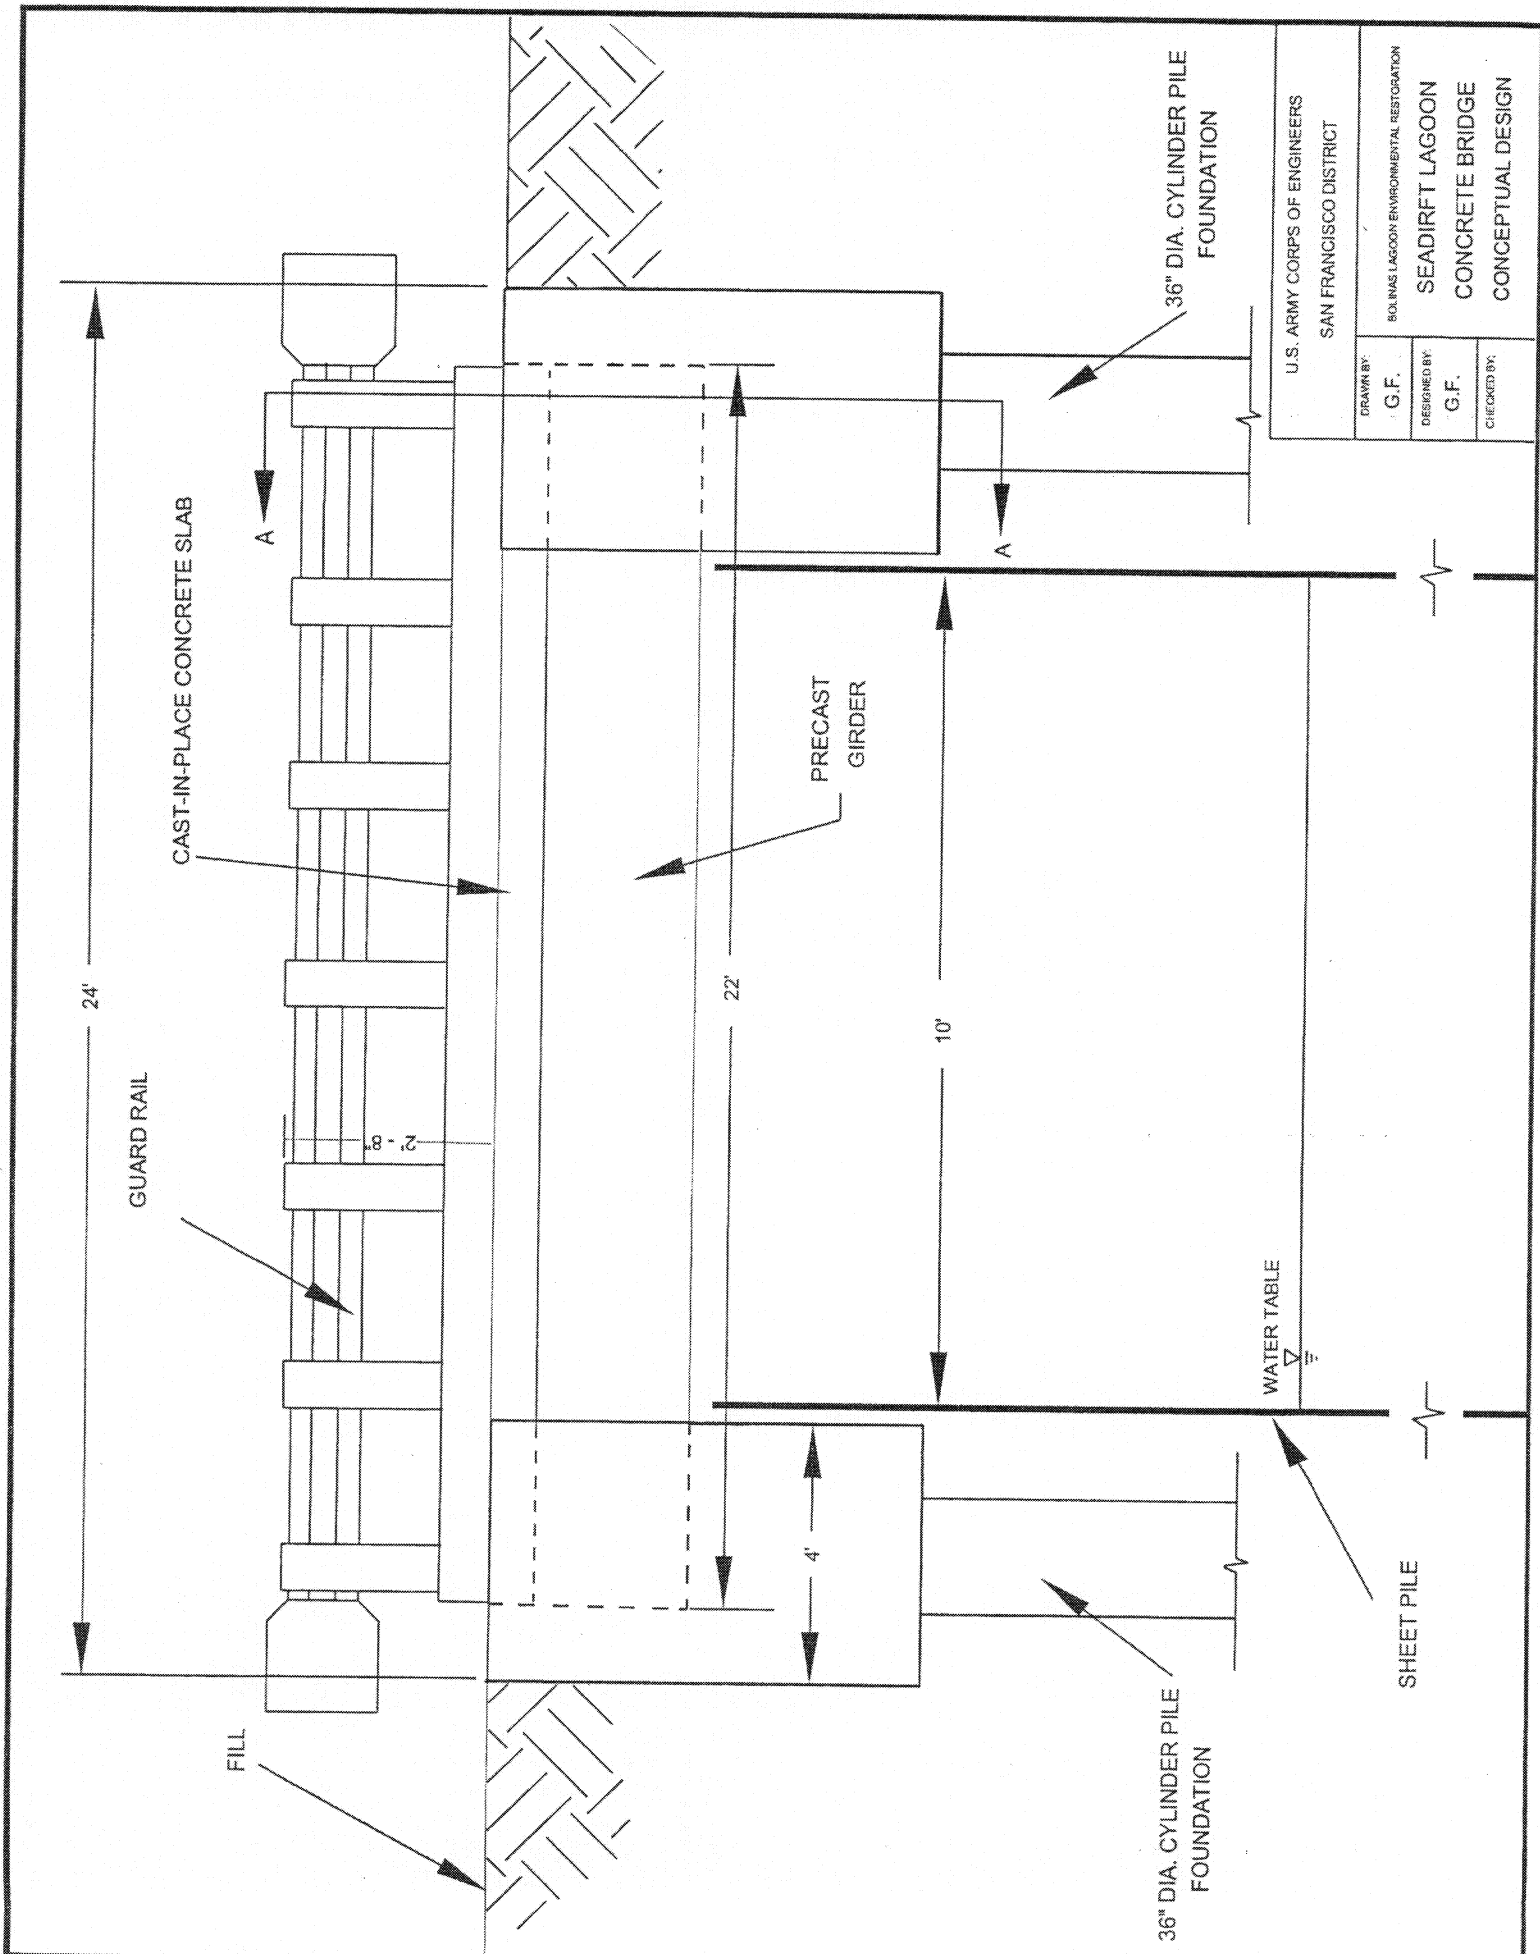 24'
GUARD RAIL
CAST-IN-PLACE CONCRETE SLAB
FILL
2' - 8"
A
PRECAST
GIRDER
22'
4'
10'
A
36" DIA. CYLINDER PILE
FOUNDATION
36" DIA. CYLINDER PILE
FOUNDATION
WATER TABLE
SHEET PILE
U.S. ARMY CORPS OF ENGINEERS
SAN FRANCISCO DISTRICT
DRAWN BY:
G.F.
DESIGNED BY:
G.F.
CHECKED BY:
BOLINAS LAGOON ENVIRONMENTAL RESTORATION
SEADIRFT LAGOON
CONCRETE BRIDGE
CONCEPTUAL DESIGN